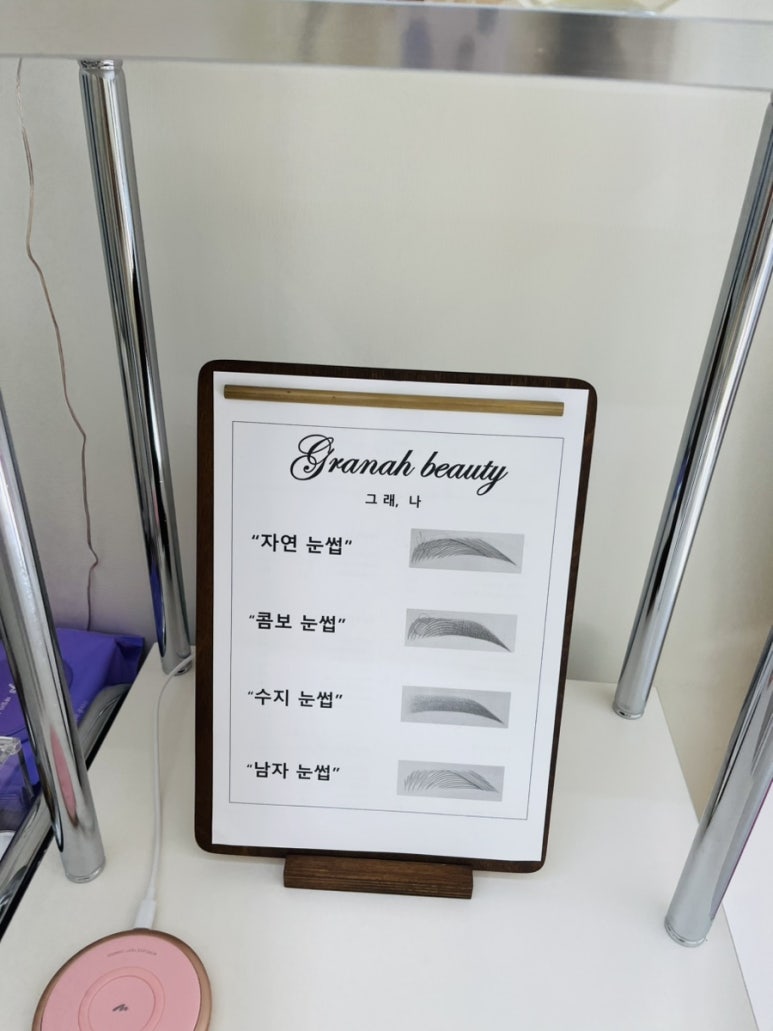 Granah beauty
그래, 나
“자연 눈썹”
“콤보 눈썹”
“수지 눈썹”
“남자 눈썹”